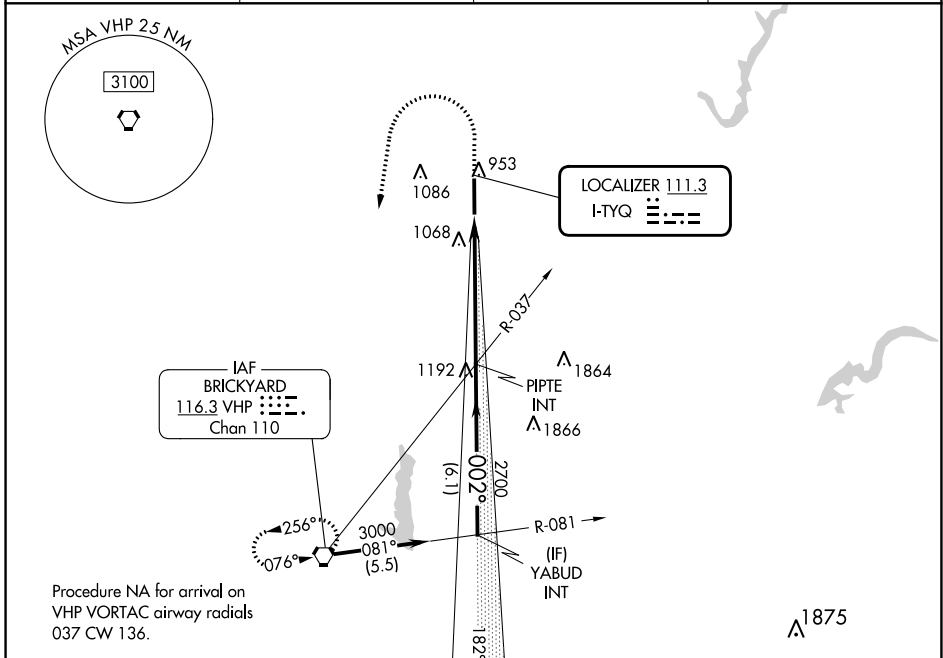 MSA VHP 25 NM
3100
953
1086
LOCALIZER 111.3
I-TYQ
1068
R-037
IAF
BRICKYARD
116.3 VHP
Chan 110
1192
1864
PIPTE
INT
1866
(6.1)
002°
2700
256°
076°
3000
081°
(5.5)
R-081
(IF)
YABUD
INT
Procedure NA for arrival on
VHP VORTAC airway radials
037 CW 136.
182°
1875